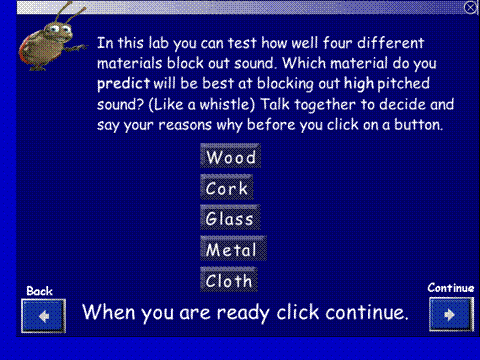 In this lab you can test how well four different
materials block out sound. Which material do you
predict will be best at blocking out high pitched
sound? (Like a whistle) Talk together to decide and
say your reasons why before you click on a button.
Wood
Cork
Glass
Metal
Cloth
Back
Continue
When you are ready click continue.